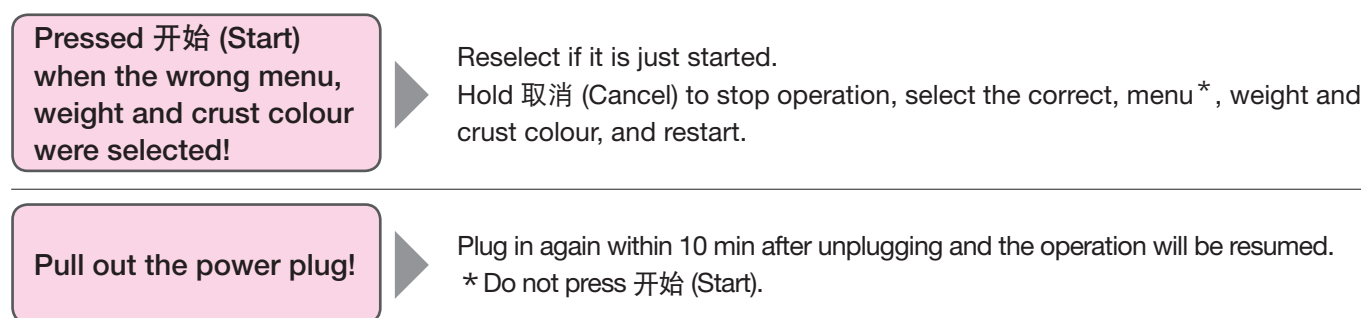 Pressed 开始 (Start)
when the wrong menu,
weight and crust colour
were selected!
Reselect if it is just started.
Hold 取消 (Cancel) to stop operation, select the correct, menu*, weight and
crust colour, and restart.
Pull out the power plug!
Plug in again within 10 min after unplugging and the operation will be resumed.
* Do not press 开始 (Start).